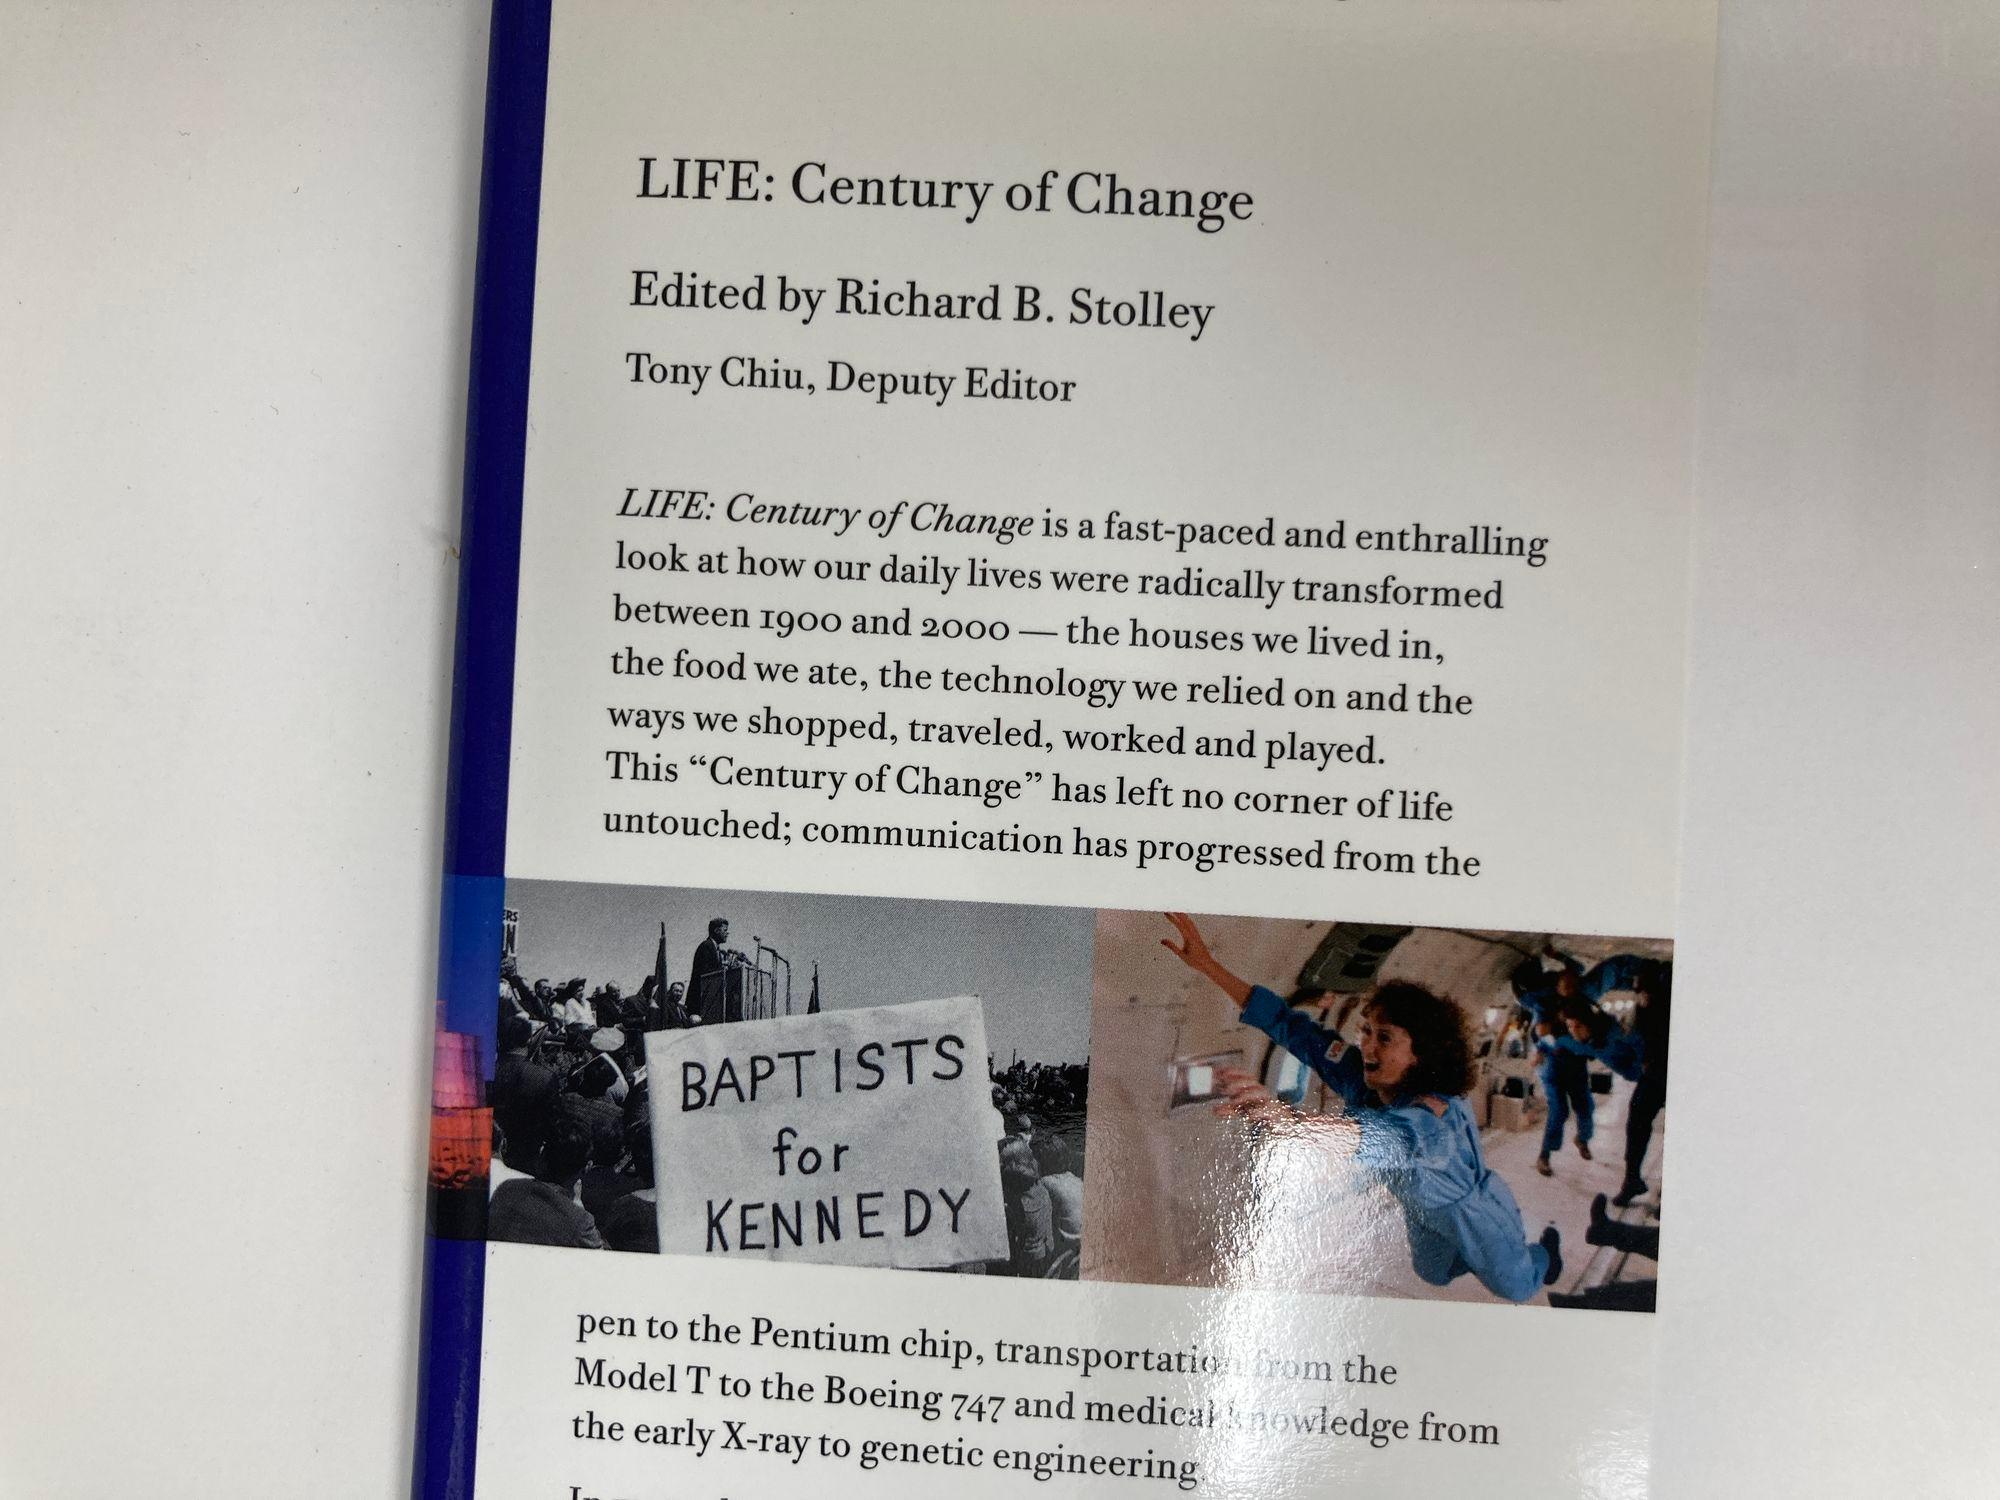 LIFE: Century of Change
Edited by Richard B. Stolley
Tony Chiu, Deputy Editor
LIFE: Century of Change is a fast-paced and enthralling
look at how our daily lives were radically transformed
between 1900 and 2000 — the houses we lived in,
the food we ate, the technology we relied on and the
ways we shopped, traveled, worked and played.
This “Century of Change” has left no corner of life
untouched; communication has progressed from the
BAPTISTS
for
KENNEDY
pen to the Pentium chip, transportation from the
Model T to the Boeing 747 and medical knowledge from
the early X-ray to genetic engineering.